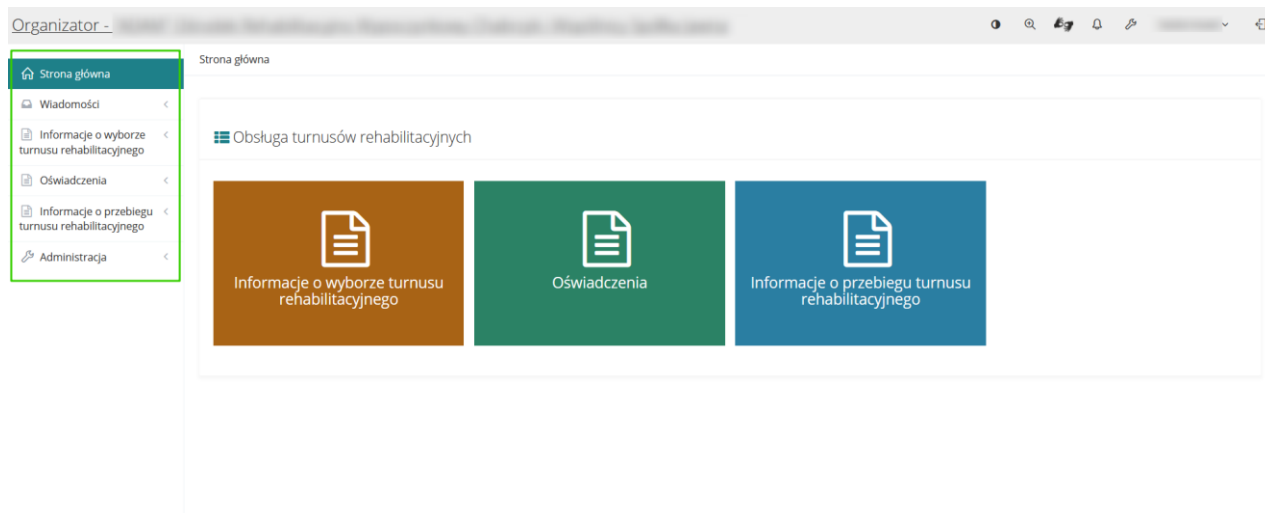 Organizator -
Strona główna
Wiadomości
Informacje o wyborze
turnusu rehabilitacyjnego
Oświadczenia
Informacje o przebiegu
turnusu rehabilitacyjnego
Administracja
Strona główna
Obsługa turnusów rehabilitacyjnych
Informacje o wyborze turnusu
rehabilitacyjnego
Oświadczenia
Informacje o przebiegu turnusu
rehabilitacyjnego